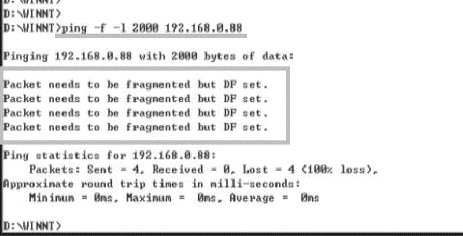 D:\WINNT>
D:\WINNT>
D:\WINNT>ping -f -l 2000 192.168.0.88
Pinging 192.168.0.88 with 2000 bytes of data:
Packet needs to be fragmented but DF set.
Packet needs to be fragmented but DF set.
Packet needs to be fragmented but DF set.
Packet needs to be fragmented but DF set.
Ping statistics for 192.168.0.88:
Packets: Sent = 4, Received = 0, Lost = 4 (100% loss),
Approximate round trip times in milli-seconds:
Minimum = 0ms, Maximum = 0ms, Average = 0ms
D:\WINNT>